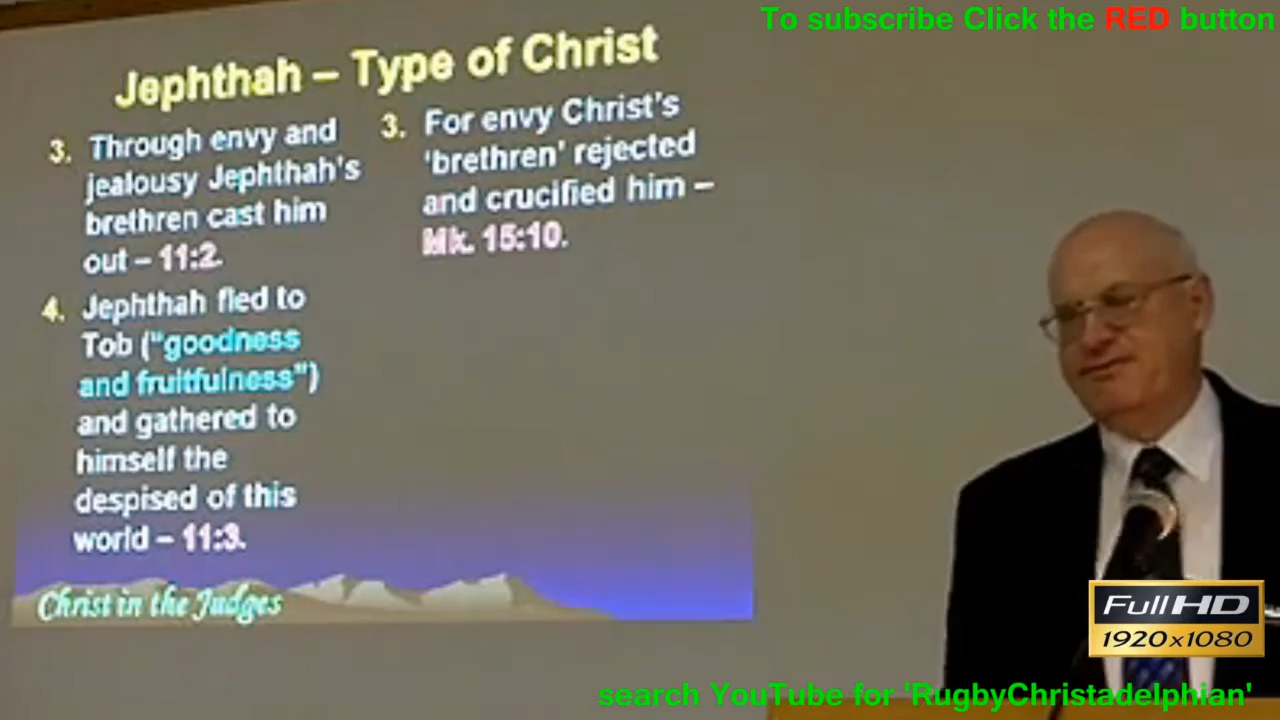 To subscribe Click the RED button
Jephthah – Type of Christ
3. Through envy and
jealousy Jephthah's
brethren cast him
out – 11:2.
4. Jephthah fled to
Tob ("goodness
and fruitfulness")
and gathered to
himself the
despised of this
world – 11:3.
3. For envy Christ's
'brethren' rejected
and crucified him –
Mk. 15:10.
Christ in the Judges
Full HD
1920x1080
search YouTube for 'RugbyChristadelphian'